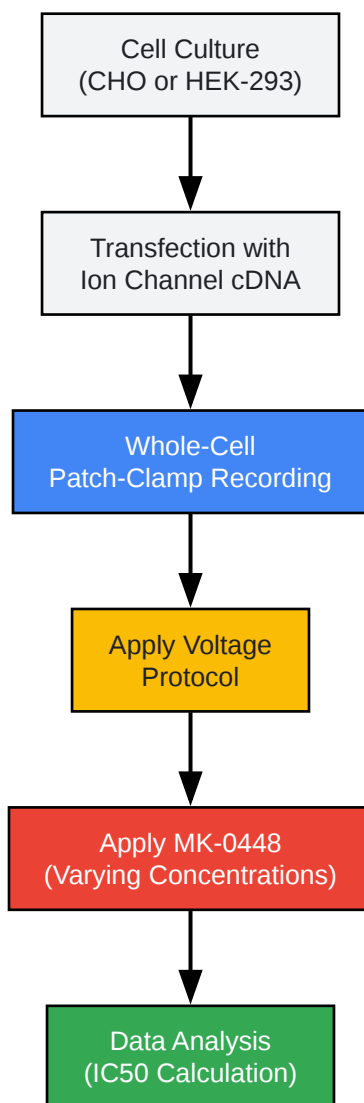 Cell Culture
(CHO or HEK-293)
Transfection with
Ion Channel cDNA
Whole-Cell
Patch-Clamp Recording
Apply Voltage
Protocol
Apply MK-0448
(Varying Concentrations)
Data Analysis
(IC50 Calculation)